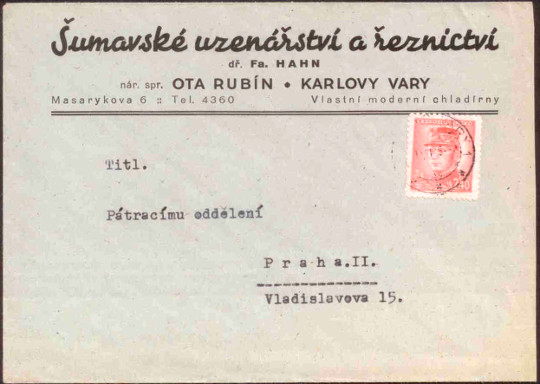 Šumavské uzenářství a řeznictví
dř. Fa. HAHN
nár. spr. OTA RUBÍN • KARLOVY VARY
Masarykova 6 :: Tel. 4360 Vlastní moderní chladírny
Titl.
Pátracímu oddělení
Praha.II.
Vladislavova 15.